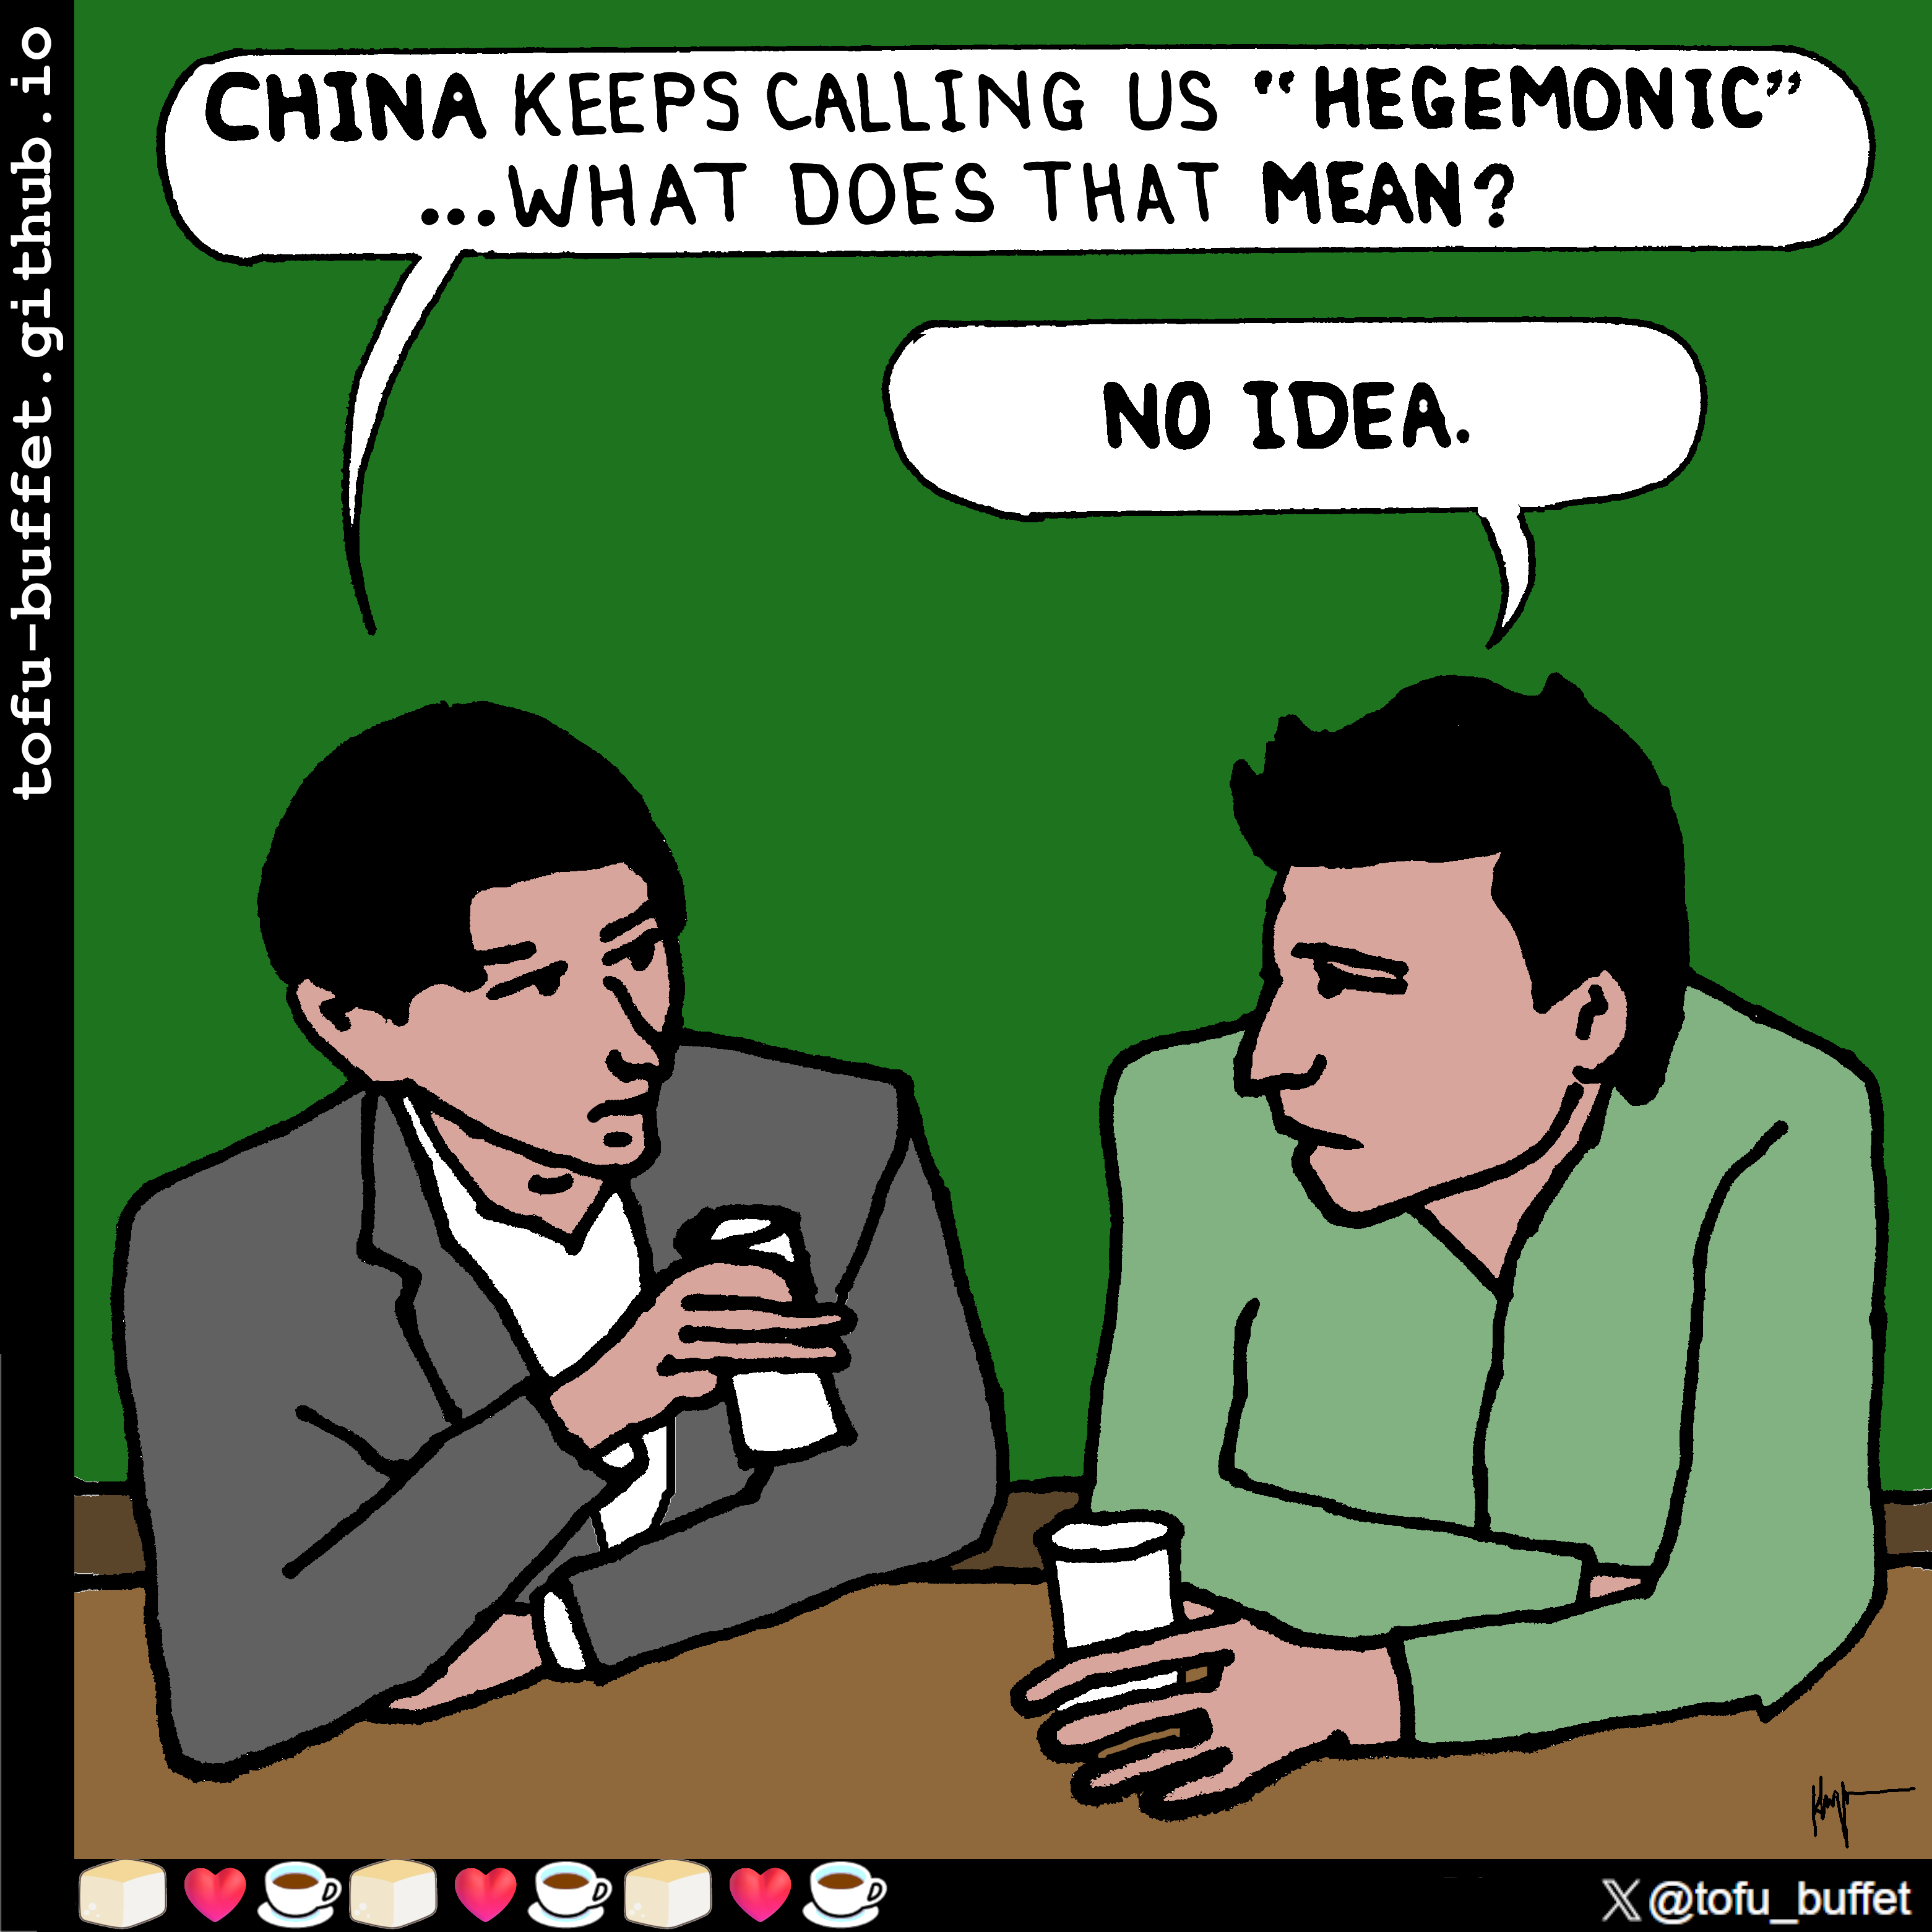 CHINA KEEPS CALLING US “HEGEMONIC”
...WHAT DOES THAT MEAN?
NO IDEA.
tofu-buffet.github.io
𝕏 @tofu_buffet